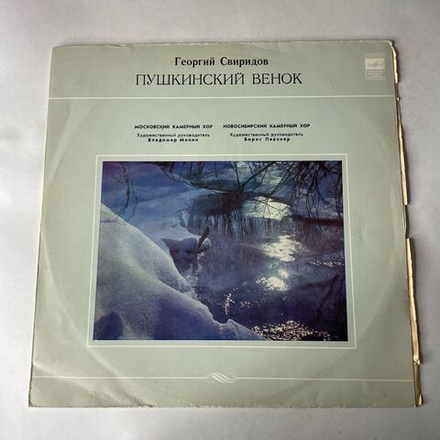 Георгий Свиридов
ПУШКИНСКИЙ ВЕНОК
МОСКОВСКИЙ КАМЕРНЫЙ ХОР
Художественный руководитель
Владимир Минин
НОВОСИБИРСКИЙ КАМЕРНЫЙ ХОР
Художественный руководитель
Борис Певзнер